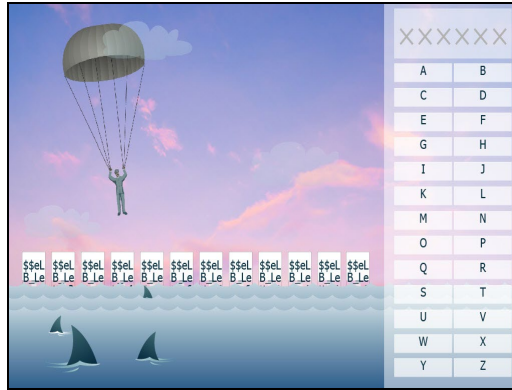 XXXXXX
A B
C D
E F
G H
I J
K L
M N
O P
Q R
S T
U V
W X
Y Z
$$eL $$eL $$eL $$eL $$eL $$eL $$eL $$eL $$eL $$eL $$eL $$eL
B_Le B_Le B_Le B_Le B_Le B_Le B_Le B_Le B_Le B_Le B_Le B_Le